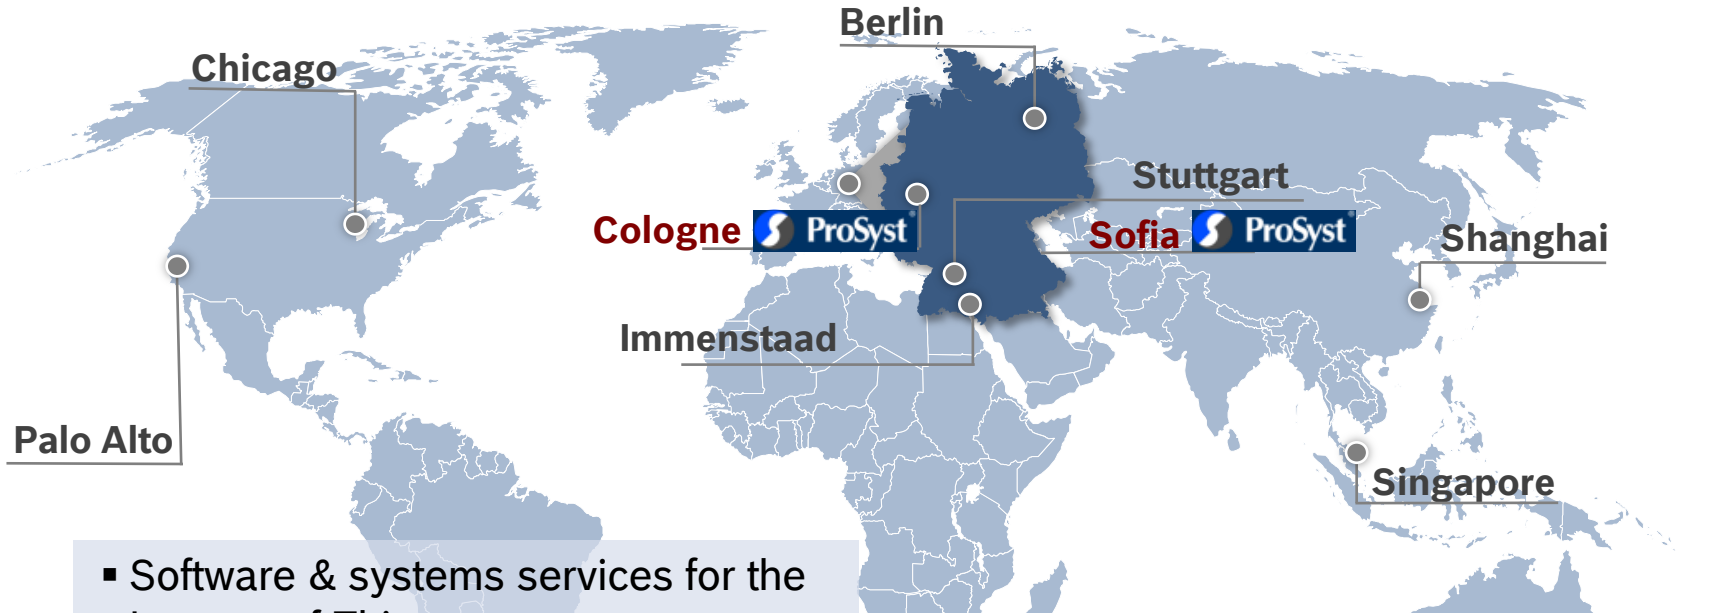 Berlin
Chicago
Stuttgart
Cologne ProSyst
Sofia ProSyst
Shanghai
Immenstaad
Palo Alto
Singapore
▪ Software & systems services for the